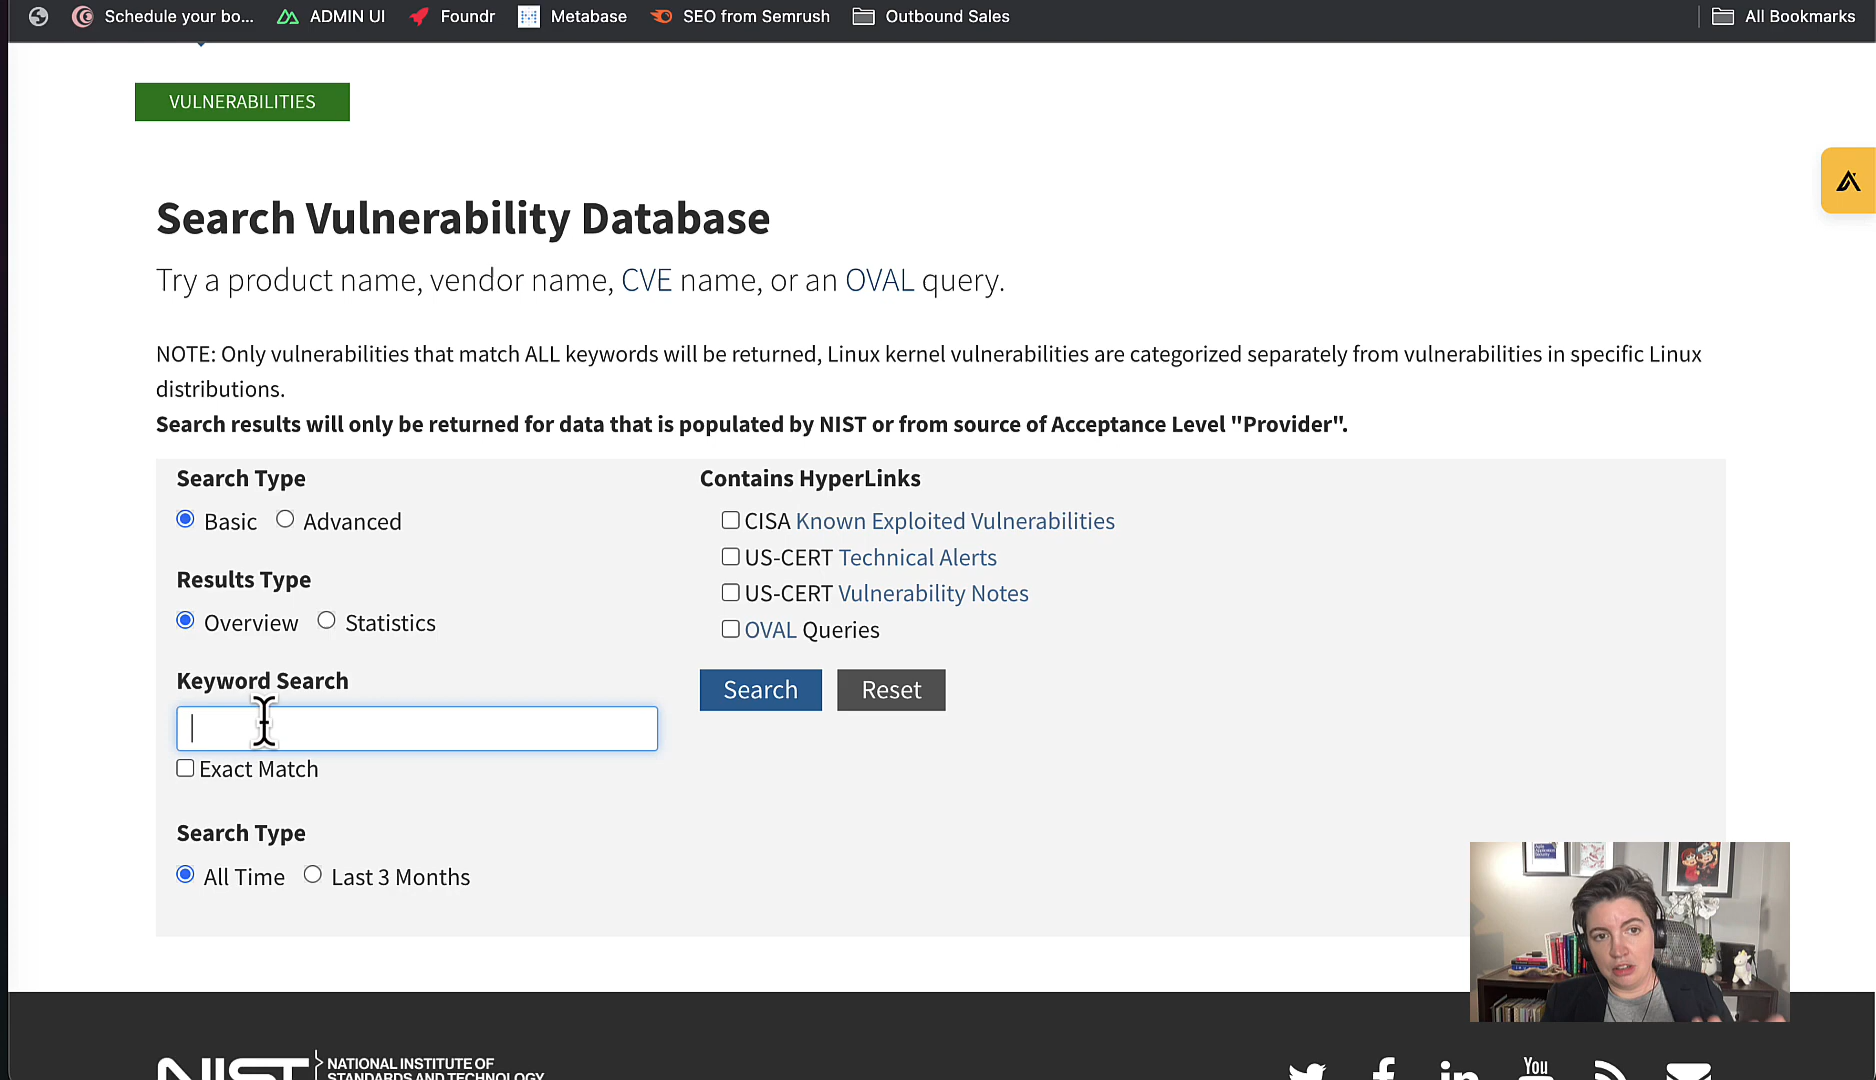 Schedule your bo... ADMIN UI Foundr Metabase SEO from Semrush Outbound Sales All Bookmarks
VULNERABILITIES
Search Vulnerability Database
Try a product name, vendor name, CVE name, or an OVAL query.
NOTE: Only vulnerabilities that match ALL keywords will be returned, Linux kernel vulnerabilities are categorized separately from vulnerabilities in specific Linux
distributions.
Search results will only be returned for data that is populated by NIST or from source of Acceptance Level "Provider".
Search Type
Basic Advanced
Results Type
Overview Statistics
Keyword Search
Exact Match
Search Type
All Time Last 3 Months
Contains HyperLinks
CISA Known Exploited Vulnerabilities
US-CERT Technical Alerts
US-CERT Vulnerability Notes
OVAL Queries
Search Reset
NIST NATIONAL INSTITUTE OF
STANDARDS AND TECHNOLOGY
You